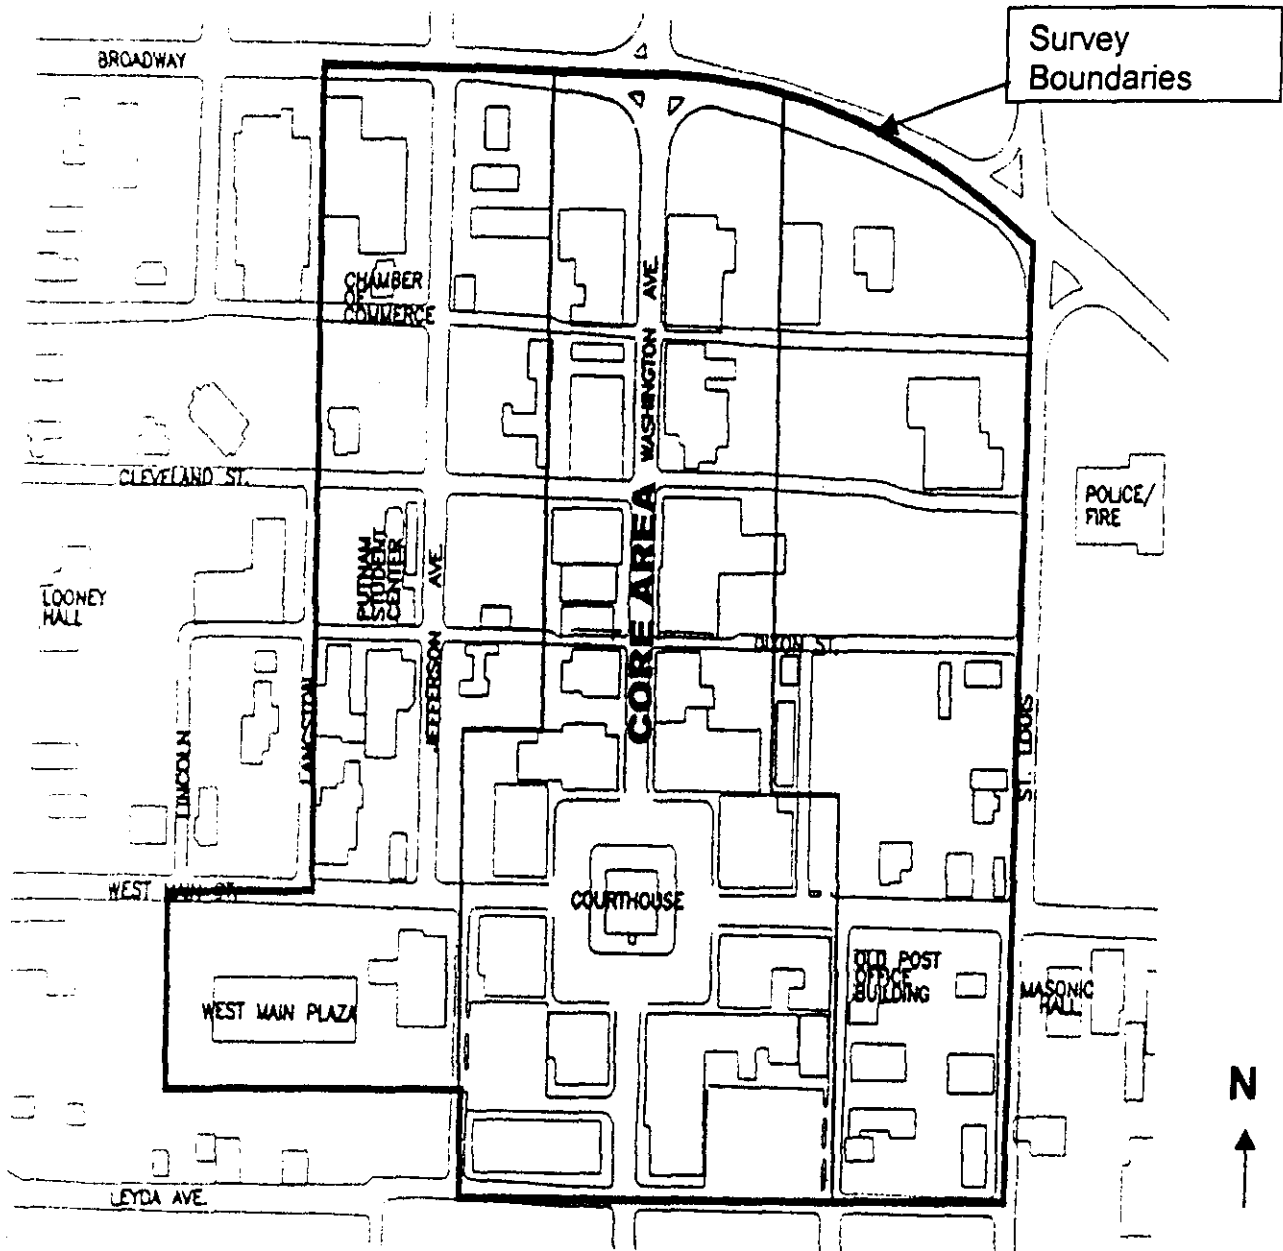 Survey
Boundaries
BROADWAY
CHAMBER
OF
COMMERCE
WASHINGTON AVE.
CLEVELAND ST.
POLICE/
FIRE
CORE AREA
PUTNAM
STUDENT
CENTER
JEFFERSON AVE.
LOONEY
HALL
DIXON ST.
LINCOLN
LANGSTON
ST. LOUIS
WEST MAIN ST.
COURTHOUSE
OLD POST
OFFICE
BUILDING
MASONIC
HALL
WEST MAIN PLAZA
N
LEYDA AVE.